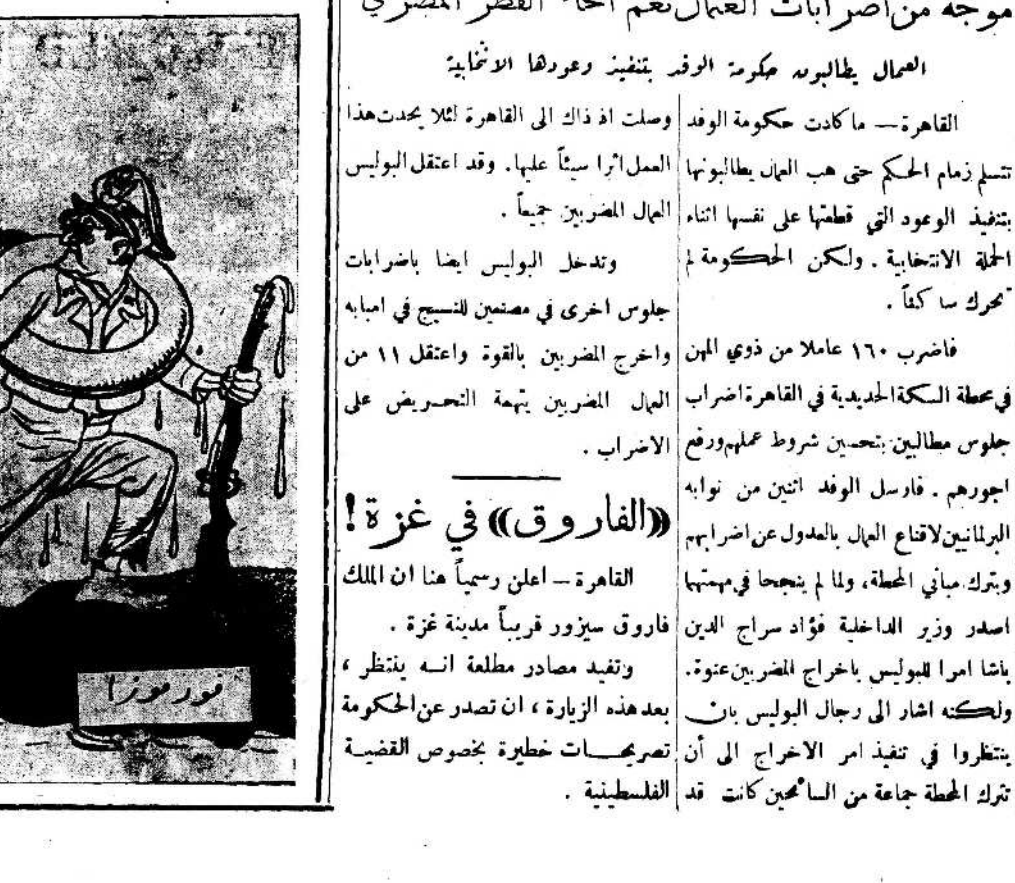 موجة من اضرابات العمال تعم انحاء القطر المصري
العمال يطالبون حكومة الوفد بتنفيذ وعودها الانتخابية
القاهرة — ما كادت حكومة الوفد
تتسلم زمام الحكم حتى هب العمال يطالبونها
بتنفيذ الوعود التي قطعتها على نفسها اثناء
الحملة الانتخابية . ولكن الحكومة لم
تحرك ساكناً .
فاضرب ١٦٠ عاملا من ذوي المهن
في محطة السكة الحديدية في القاهرة اضراب
جلوس مطالبين بتحسين شروط عملهم ورفع
اجورهم . فارسل الوفد اثنين من نوابه
البرلمانيين لاقناع العمال بالعدول عن اضرابهم
وبترك مباني المحطة، ولما لم ينجحا في مهمتهما
اصدر وزير الداخلية فؤاد سراج الدين
باشا امرا للبوليس باخراج المضربين عنوة.
ولكنه اشار الى رجال البوليس بان
ينتظروا في تنفيذ امر الاخراج الى أن
تترك المحطة جماعة من السائحين كانت قد
وصلت اذ ذاك الى القاهرة لئلا يحدث هذا
العمل اثرا سيئاً عليها. وقد اعتقل البوليس
العمال المضربين جميعاً .
وتدخل البوليس ايضا باضرابات
جلوس اخرى في مصنعين للنسيج في امبابه
واخرج المضربين بالقوة واعتقل ١١ من
العمال المضربين بتهمة التحريض على
الاضراب .
«الفاروق» في غزة!
القاهرة — اعلن رسمياً هنا ان الملك
فاروق سيزور قريباً مدينة غزة .
وتفيد مصادر مطلعة انه ينتظر ،
بعد هذه الزيارة ، ان تصدر عن الحكومة
تصريحات خطيرة بخصوص القضية
الفلسطينية .
فورموزا